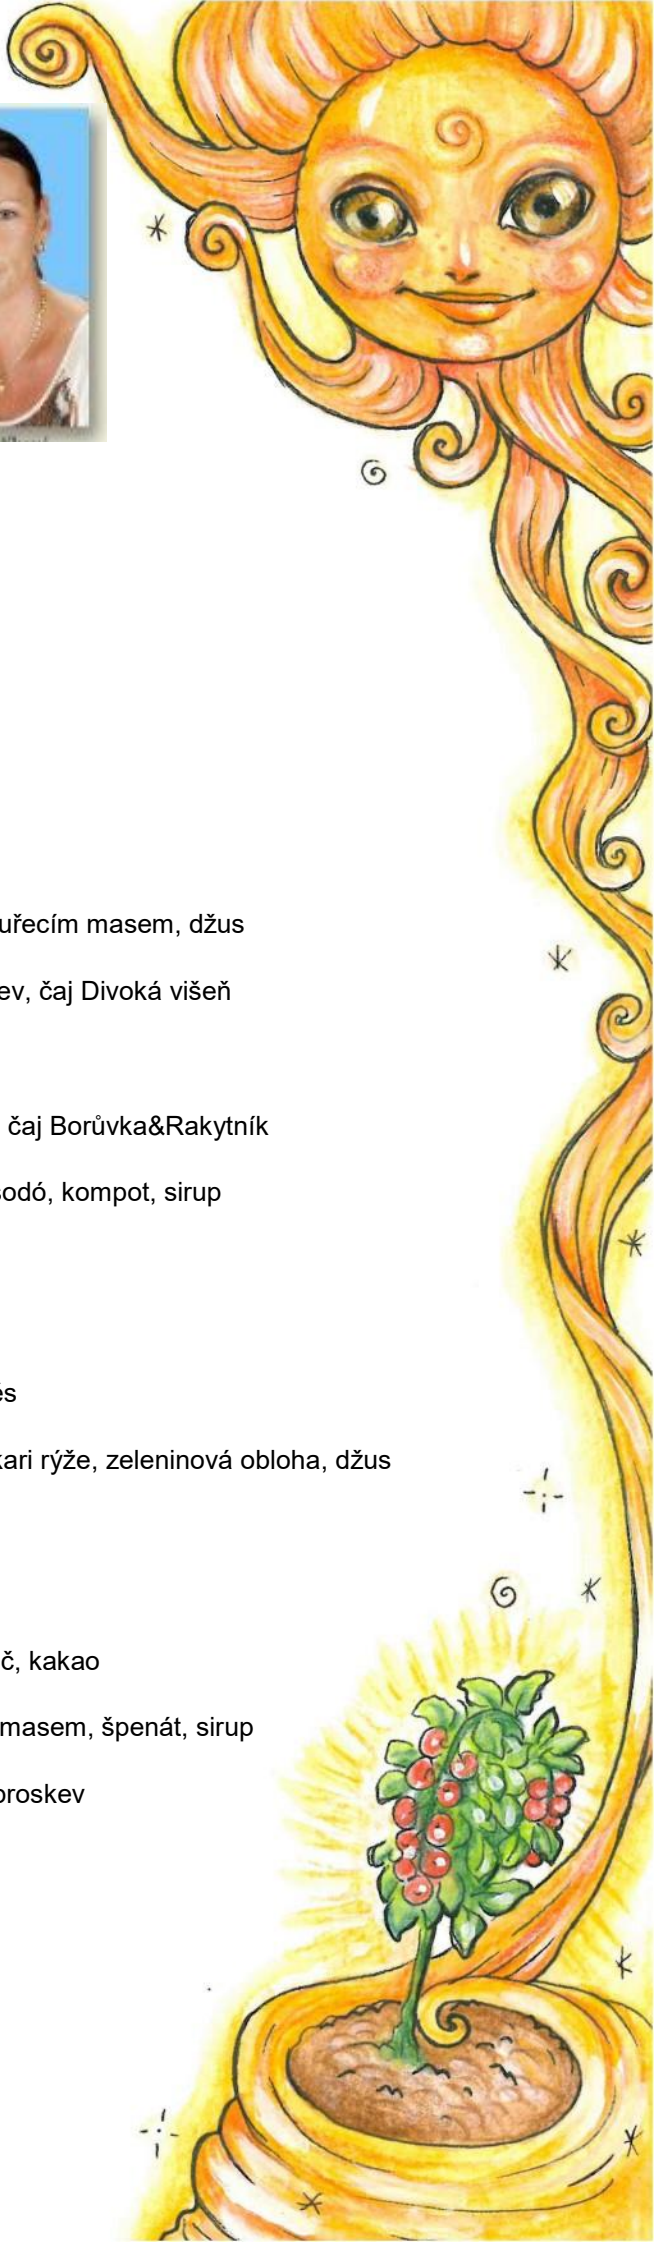 uřecím masem, džus
ev, čaj Divoká višeň
čaj Borůvka&Rakytník
sodó, kompot, sirup
és
kari rýže, zeleninová obloha, džus
č, kakao
masem, špenát, sirup
broskev